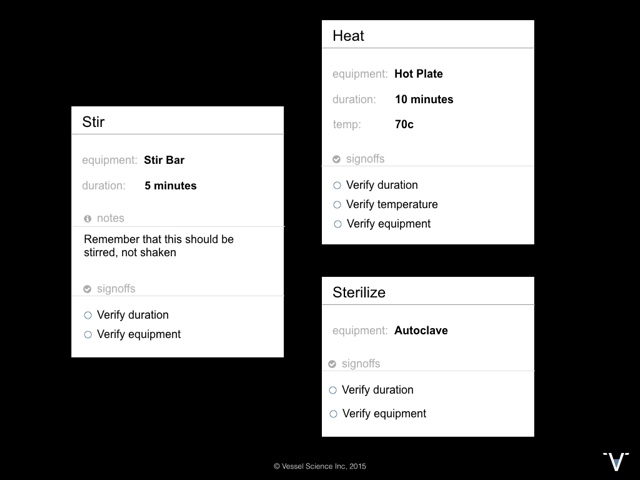 Stir
equipment: Stir Bar
duration: 5 minutes
notes
Remember that this should be
stirred, not shaken
signoffs
Verify duration
Verify equipment
Heat
equipment: Hot Plate
duration: 10 minutes
temp: 70c
signoffs
Verify duration
Verify temperature
Verify equipment
Sterilize
equipment: Autoclave
signoffs
Verify duration
Verify equipment
© Vessel Science Inc, 2015
V